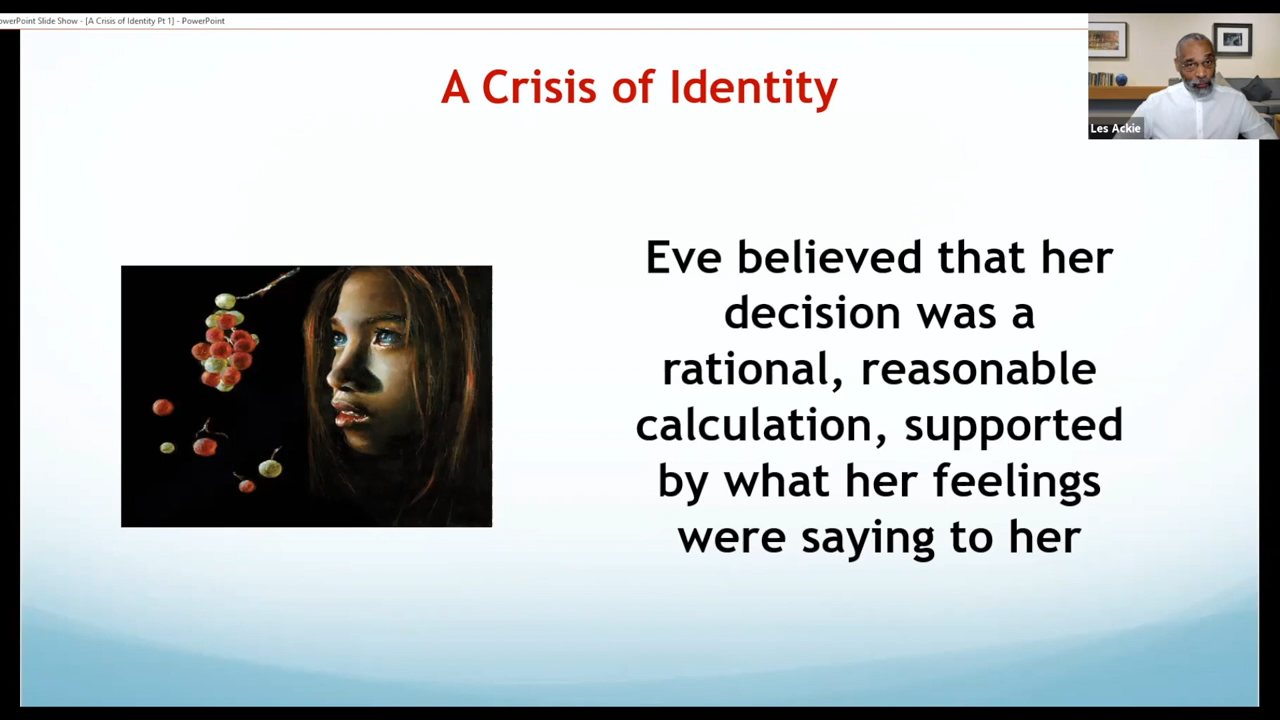 owerPoint Slide Show - [A Crisis of Identity Pt 1] - PowerPoint
A Crisis of Identity
Les Ackie
Eve believed that her
decision was a
rational, reasonable
calculation, supported
by what her feelings
were saying to her